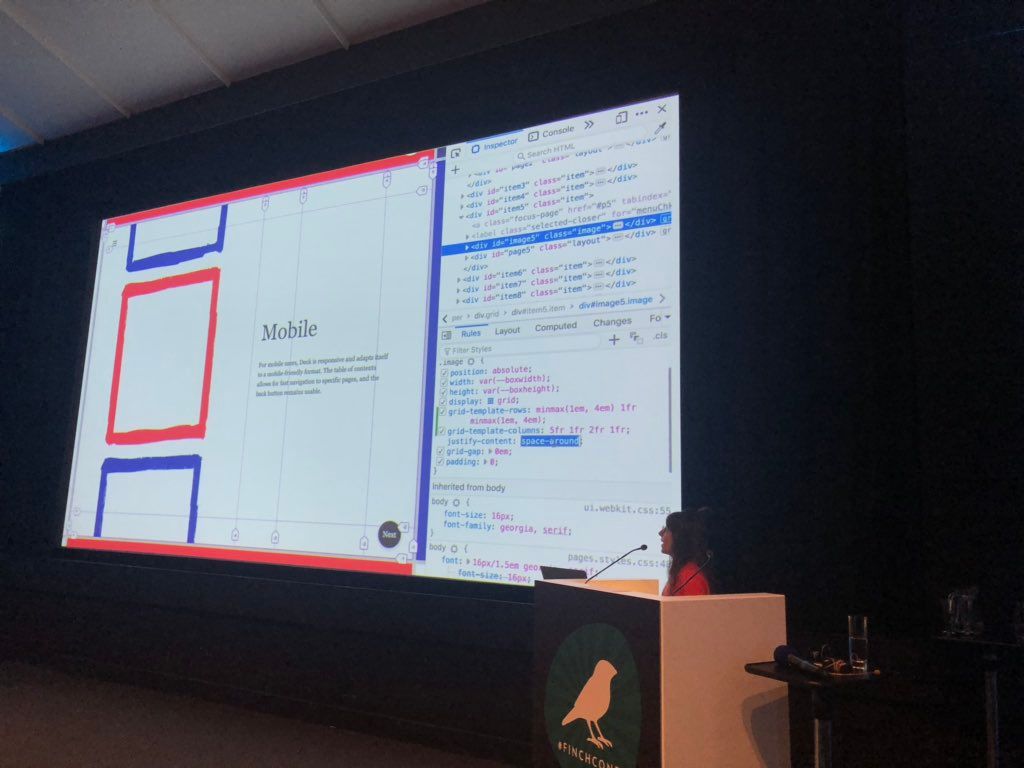 Mobile
For mobile users, Deck is responsive and adapts itself
to a mobile-friendly format. The table of contents
allows for fast navigation to specific pages, and the
back button remains usable.
Next
Inspector
Console
Search HTML
</div>
<div id="item3" class="item"></div>
<div id="item4" class="item"></div>
<div id="item5" class="item">
<a class="focus-page" href="#p5" tabindex="
<label class="selected-closer" for="menuCh
<div id="image5" class="image"></div>
<div id="page5" class="layout"></div>
</div>
<div id="item6" class="item"></div>
<div id="item7" class="item"></div>
<div id="item8" class="item"></div>
per > div.grid > div#item5.item > div#image5.image
Rules
Layout
Computed
Changes
Fo
Filter Styles
+
.cls
.image {
position: absolute;
width: var(--boxwidth);
height: var(--boxheight);
display: grid;
grid-template-rows: minmax(1em, 4em) 1fr
minmax(1em, 4em);
grid-template-columns: 5fr 1fr 2fr 1fr;
justify-content: space-around
grid-gap: 0em;
padding: 0;
}
Inherited from body
body {
ui.webkit.css:55
font-size: 16px;
font-family: georgia, serif;
}
body {
pages.styles.css:48
font: 16px/1.5em
font-size: 16px;
#FINCHCON